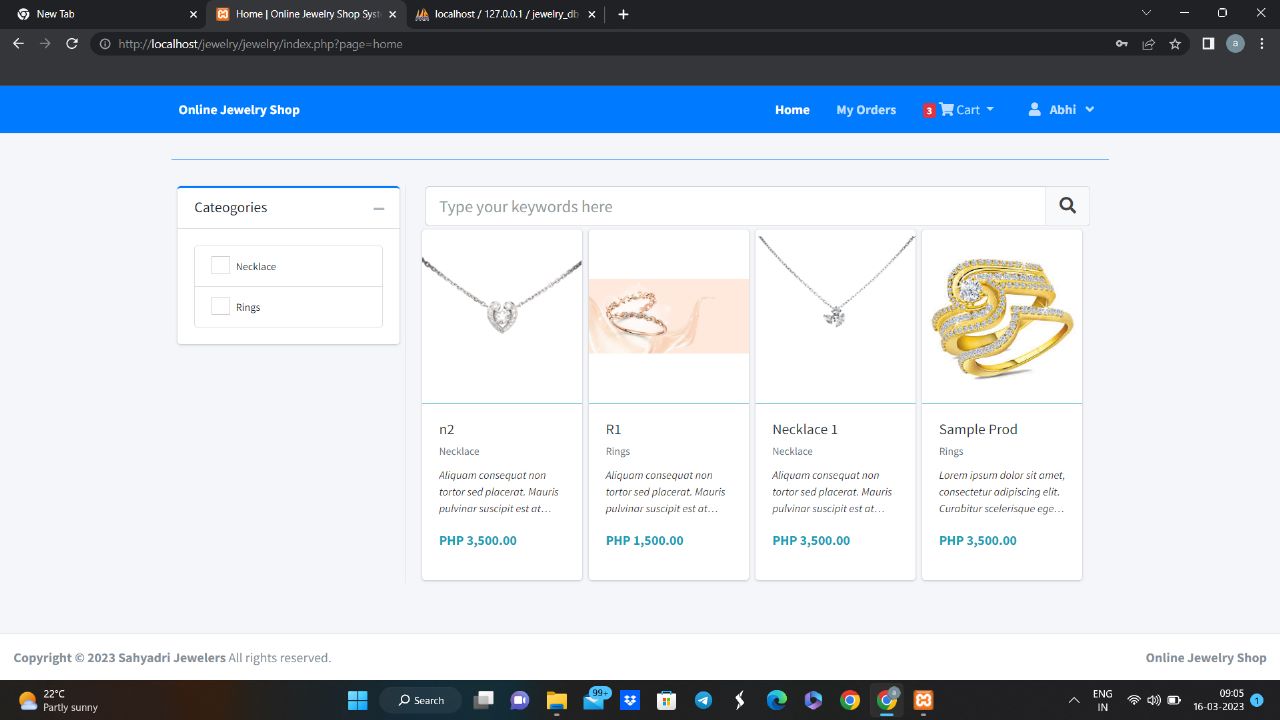 New Tab
Home | Online Jewelry Shop Syst
localhost / 127.0.0.1 / jewelry_db
http://localhost/jewelry/jewelry/index.php?page=home
a
Online Jewelry Shop
Home
My Orders
3 Cart
Abhi
Cateogories
Necklace
Rings
Type your keywords here
n2
Necklace
Aliquam consequat non
tortor sed placerat. Mauris
pulvinar suscipit est at…
PHP 3,500.00
R1
Rings
Aliquam consequat non
tortor sed placerat. Mauris
pulvinar suscipit est at…
PHP 1,500.00
Necklace 1
Necklace
Aliquam consequat non
tortor sed placerat. Mauris
pulvinar suscipit est at…
PHP 3,500.00
Sample Prod
Rings
Lorem ipsum dolor sit amet,
consectetur adipiscing elit.
Curabitur scelerisque ege…
PHP 3,500.00
Copyright © 2023 Sahyadri Jewelers All rights reserved.
Online Jewelry Shop
22°C
Partly sunny
Search
99+
ENG
IN
09:05
16-03-2023
1